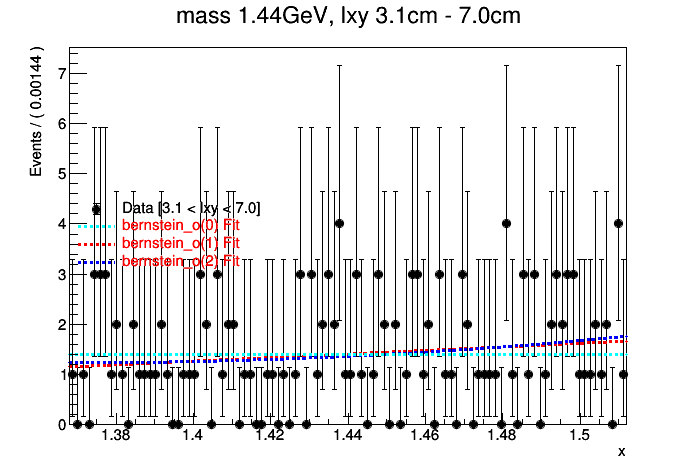 mass 1.44GeV, lxy 3.1cm - 7.0cm
Events / ( 0.00144 )
7
6
5
4
3
2
1
0
Data [3.1 < lxy < 7.0]
bernstein_o(0) Fit
bernstein_o(1) Fit
bernstein_o(2) Fit
1.38 1.4 1.42 1.44 1.46 1.48 1.5
x